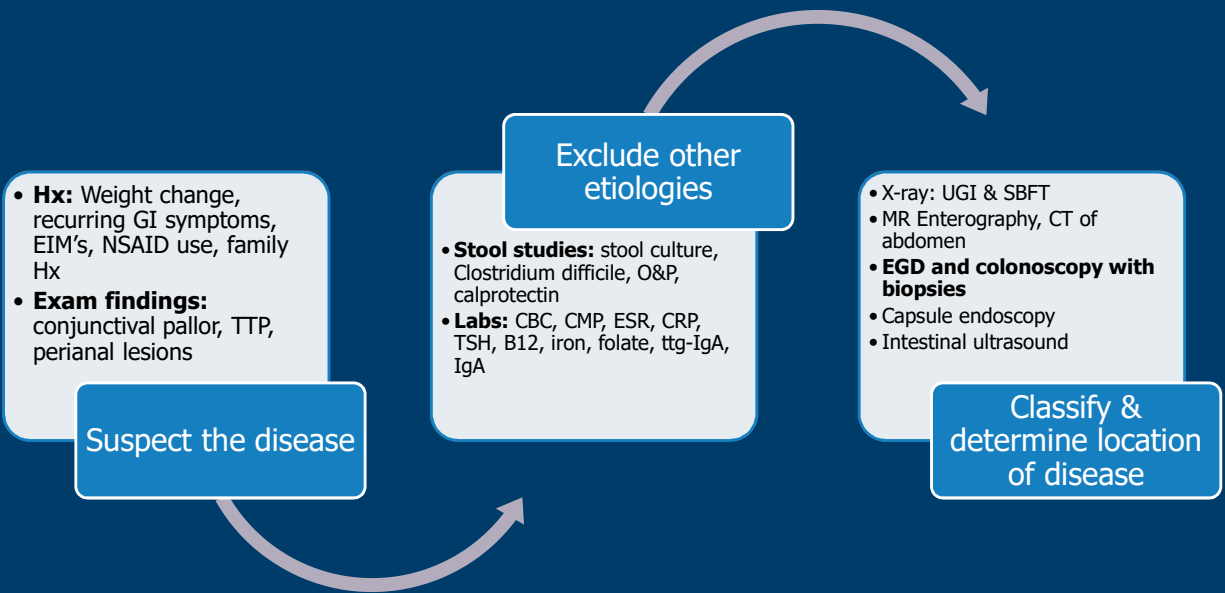 • Hx: Weight change,
recurring GI symptoms,
EIM's, NSAID use, family
Hx
• Exam findings:
conjunctival pallor, TTP,
perianal lesions
Suspect the disease
Exclude other
etiologies
• Stool studies: stool culture,
Clostridium difficile, O&P,
calprotectin
• Labs: CBC, CMP, ESR, CRP,
TSH, B12, iron, folate, ttg-IgA,
IgA
• X-ray: UGI & SBFT
• MR Enterography, CT of
abdomen
• EGD and colonoscopy with
biopsies
• Capsule endoscopy
• Intestinal ultrasound
Classify &
determine location
of disease